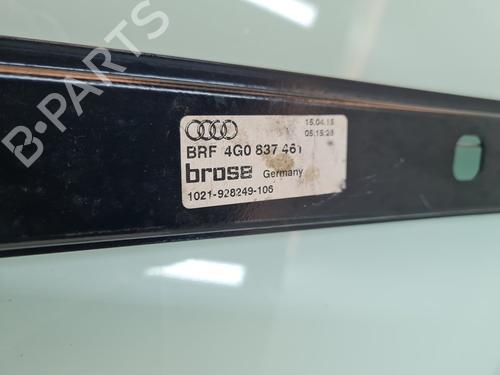 15.04.15
05:15:23
BRF 4G0 837 461
brose Germany
1021-928249-106
B-PARTS